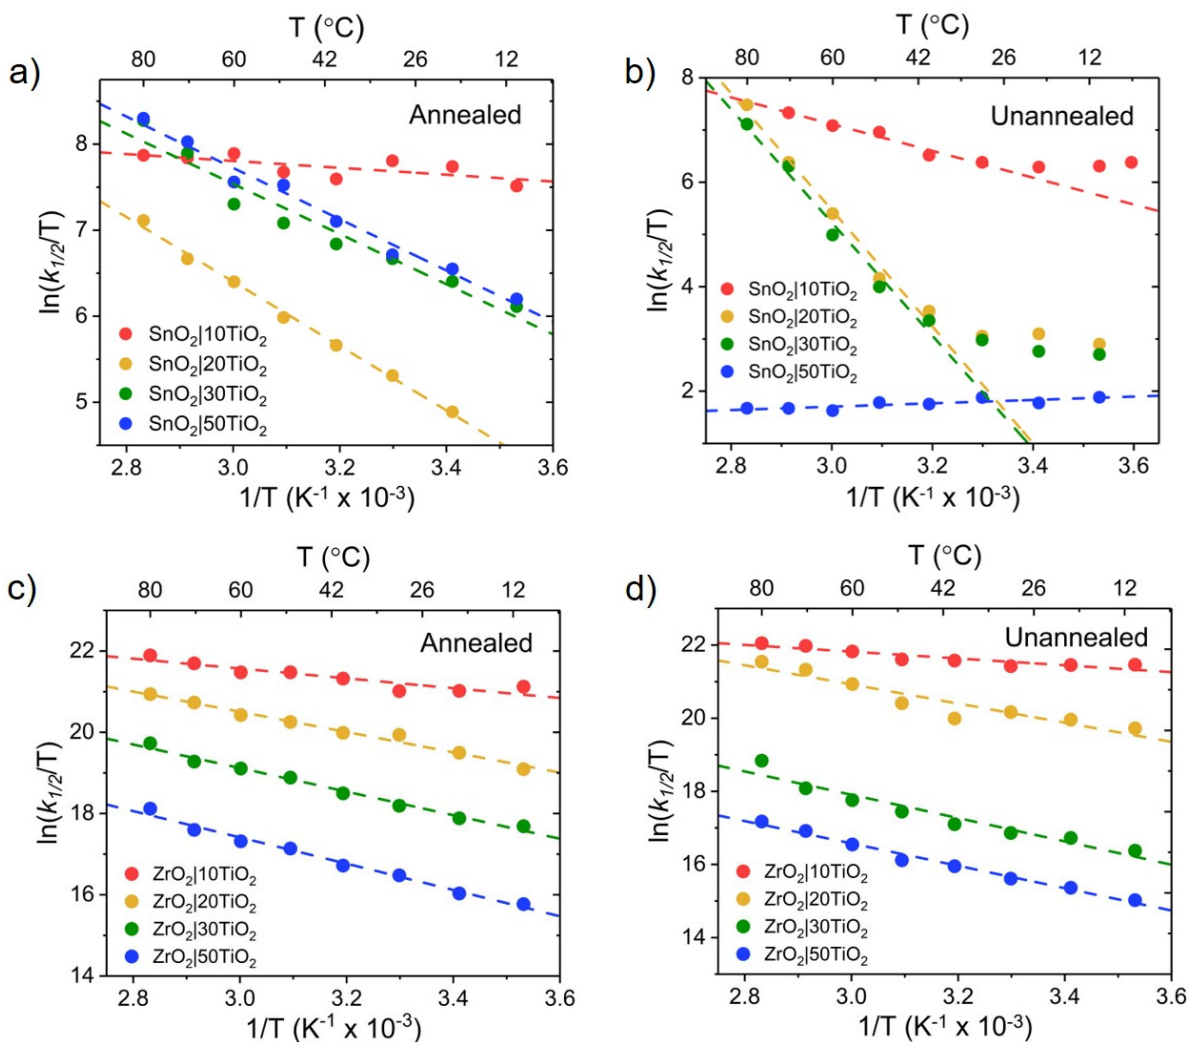 a)
T (°C)
80 60 42 26 12
Annealed
8
7
6
5
ln(k1/2/T)
SnO2|10TiO2
SnO2|20TiO2
SnO2|30TiO2
SnO2|50TiO2
2.8 3.0 3.2 3.4 3.6
1/T (K-1 x 10-3)
b)
T (°C)
80 60 42 26 12
Unannealed
8
6
4
2
ln(k1/2/T)
SnO2|10TiO2
SnO2|20TiO2
SnO2|30TiO2
SnO2|50TiO2
2.8 3.0 3.2 3.4 3.6
1/T (K-1 x 10-3)
c)
T (°C)
80 60 42 26 12
Annealed
22
20
18
16
14
ln(k1/2/T)
ZrO2|10TiO2
ZrO2|20TiO2
ZrO2|30TiO2
ZrO2|50TiO2
2.8 3.0 3.2 3.4 3.6
1/T (K-1 x 10-3)
d)
T (°C)
80 60 42 26 12
Unannealed
22
20
18
16
14
ln(k1/2/T)
ZrO2|10TiO2
ZrO2|20TiO2
ZrO2|30TiO2
ZrO2|50TiO2
2.8 3.0 3.2 3.4 3.6
1/T (K-1 x 10-3)